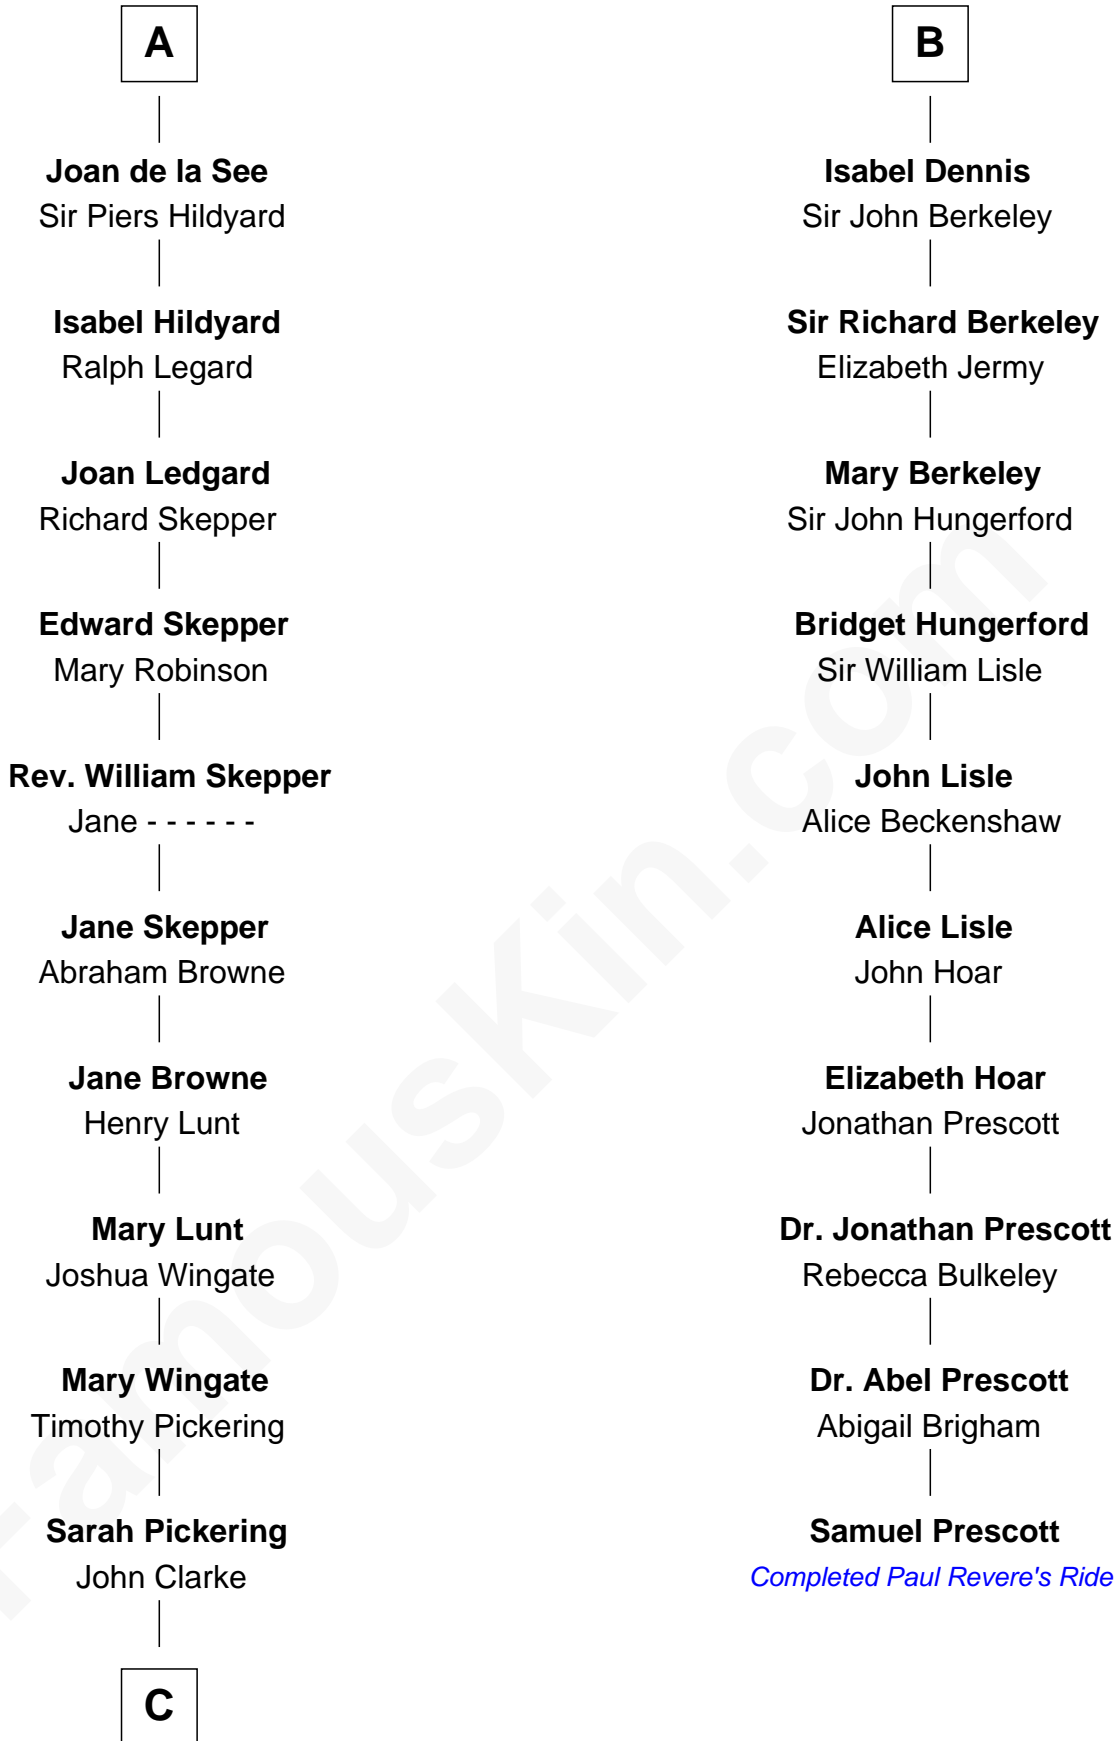 A
Joan de la See
Sir Piers Hildyard
Isabel Hildyard
Ralph Legard
Joan Ledgard
Richard Skepper
Edward Skepper
Mary Robinson
Rev. William Skepper
Jane - - - - - -
Jane Skepper
Abraham Browne
Jane Browne
Henry Lunt
Mary Lunt
Joshua Wingate
Mary Wingate
Timothy Pickering
Sarah Pickering
John Clarke
C
B
Isabel Dennis
Sir John Berkeley
Sir Richard Berkeley
Elizabeth Jermy
Mary Berkeley
Sir John Hungerford
Bridget Hungerford
Sir William Lisle
John Lisle
Alice Beckenshaw
Alice Lisle
John Hoar
Elizabeth Hoar
Jonathan Prescott
Dr. Jonathan Prescott
Rebecca Bulkeley
Dr. Abel Prescott
Abigail Brigham
Samuel Prescott
Completed Paul Revere's Ride
FamousKin.com